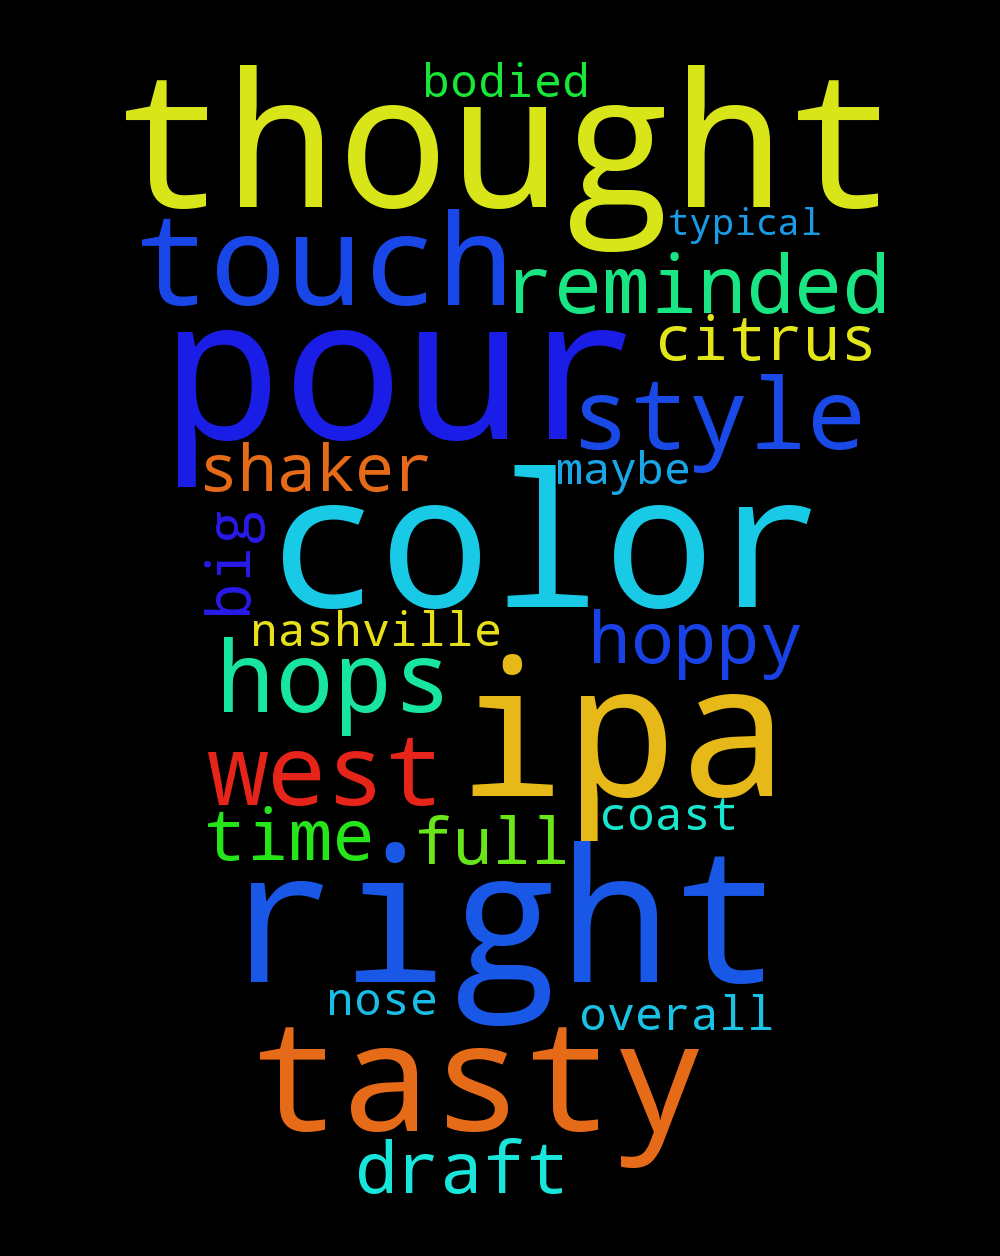 bodied
thought
typical
touch
reminded
citrus
pour
style
shaker
maybe
color
big
nashville
hoppy
hops
ipa
west
coast
time
full
right
nose
overall
tasty
draft